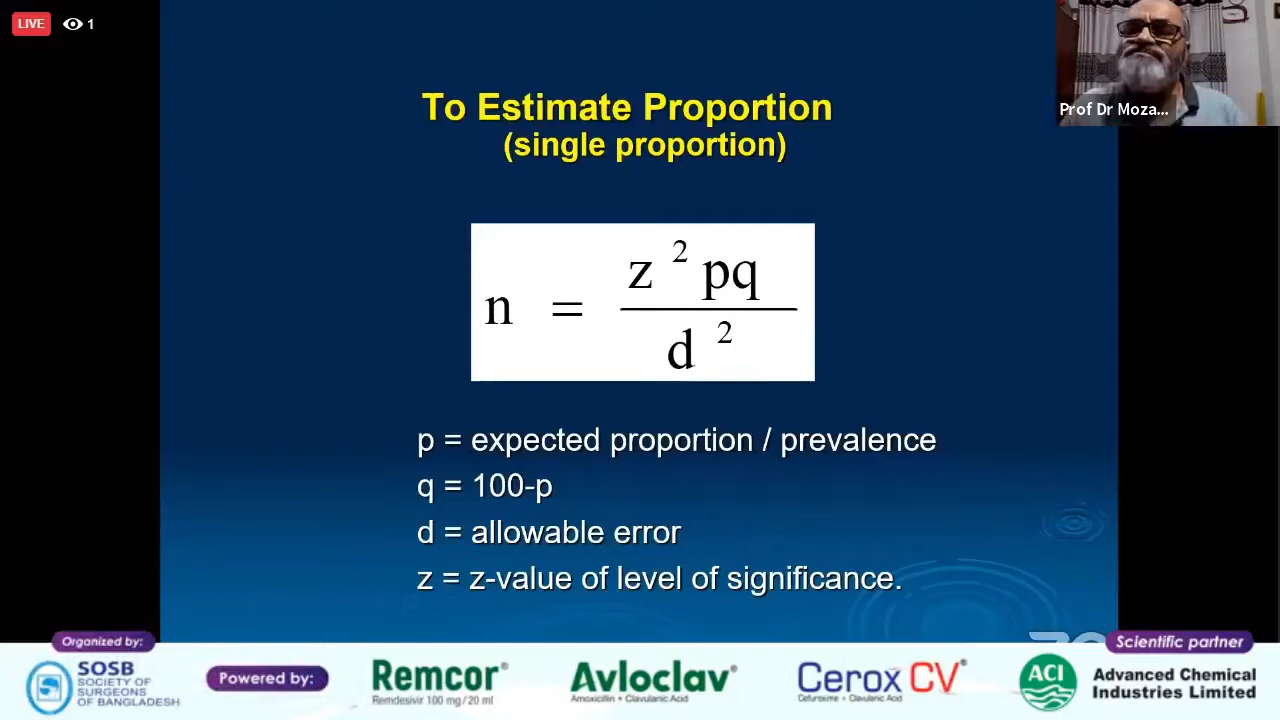 LIVE 1
Prof Dr Moza...
To Estimate Proportion
(single proportion)
n = z² pq / d²
p = expected proportion / prevalence
q = 100-p
d = allowable error
z = z-value of level of significance.
Organized by:
SOSB
SOCIETY OF
SURGEONS
OF BANGLADESH
Powered by:
Remcor®
Remdesivir 100 mg/20 ml
Avloclav®
Amoxicillin + Clavulanic Acid
Cerox CV®
Cefuroxime + Clavulanic Acid
Scientific partner
ACI
Advanced Chemical
Industries Limited